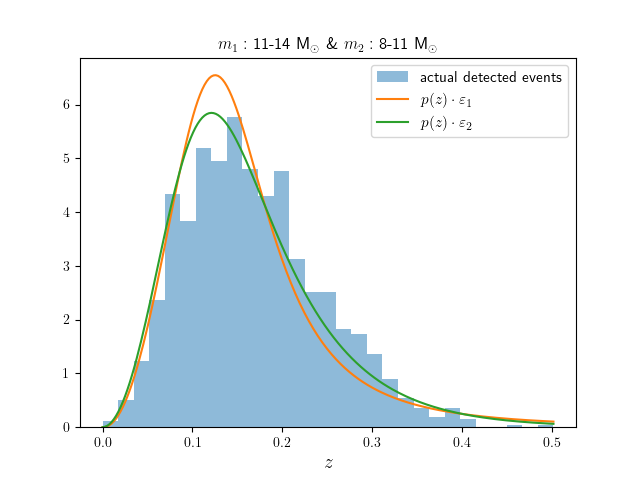 m₁ : 11-14 M☉ & m₂ : 8-11 M☉
actual detected events
p(z) · ε₁
p(z) · ε₂
6
5
4
3
2
1
0
0.0 0.1 0.2 0.3 0.4 0.5
z